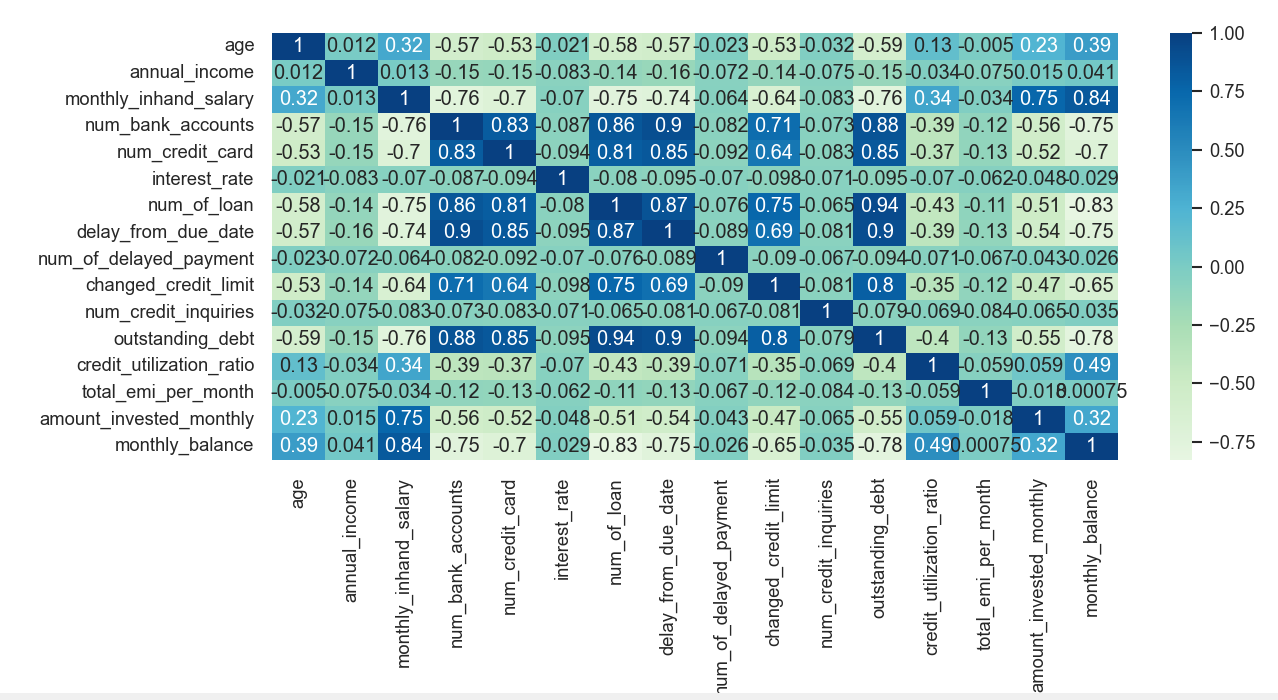 age 1 0.012 0.32 -0.57 -0.53 -0.021 -0.58 -0.57 -0.023 -0.53 -0.032 -0.59 0.13 -0.005 0.23 0.39
annual_income 0.012 1 0.013 -0.15 -0.15 -0.083 -0.14 -0.16 -0.072 -0.14 -0.075 -0.15 -0.034 -0.075 0.015 0.041
monthly_inhand_salary 0.32 0.013 1 -0.76 -0.7 -0.07 -0.75 -0.74 -0.064 -0.64 -0.083 -0.76 0.34 -0.034 0.75 0.84
num_bank_accounts -0.57 -0.15 -0.76 1 0.83 -0.087 0.86 0.9 -0.082 0.71 -0.073 0.88 -0.39 -0.12 -0.56 -0.75
num_credit_card -0.53 -0.15 -0.7 0.83 1 -0.094 0.81 0.85 -0.092 0.64 -0.083 0.85 -0.37 -0.13 -0.52 -0.7
interest_rate -0.021 -0.083 -0.07 -0.087 -0.094 1 -0.08 -0.095 -0.07 -0.098 -0.071 -0.095 -0.07 -0.062 -0.048 -0.029
num_of_loan -0.58 -0.14 -0.75 0.86 0.81 -0.08 1 0.87 -0.076 0.75 -0.065 0.94 -0.43 -0.11 -0.51 -0.83
delay_from_due_date -0.57 -0.16 -0.74 0.9 0.85 -0.095 0.87 1 -0.089 0.69 -0.081 0.9 -0.39 -0.13 -0.54 -0.75
num_of_delayed_payment -0.023 -0.072 -0.064 -0.082 -0.092 -0.07 -0.076 -0.089 1 -0.09 -0.067 -0.094 -0.071 -0.067 -0.043 -0.026
changed_credit_limit -0.53 -0.14 -0.64 0.71 0.64 -0.098 0.75 0.69 -0.09 1 -0.081 0.8 -0.35 -0.12 -0.47 -0.65
num_credit_inquiries -0.032 -0.075 -0.083 -0.073 -0.083 -0.071 -0.065 -0.081 -0.067 -0.081 1 -0.079 -0.069 -0.084 -0.065 -0.035
outstanding_debt -0.59 -0.15 -0.76 0.88 0.85 -0.095 0.94 0.9 -0.094 0.8 -0.079 1 -0.4 -0.13 -0.55 -0.78
credit_utilization_ratio 0.13 -0.034 0.34 -0.39 -0.37 -0.07 -0.43 -0.39 -0.071 -0.35 -0.069 -0.4 1 -0.059 0.059 0.49
total_emi_per_month -0.005 -0.075 -0.034 -0.12 -0.13 -0.062 -0.11 -0.13 -0.067 -0.12 -0.084 -0.13 -0.059 1 -0.018 0.00075
amount_invested_monthly 0.23 0.015 0.75 -0.56 -0.52 -0.048 -0.51 -0.54 -0.043 -0.47 -0.065 -0.55 0.059 -0.018 1 0.32
monthly_balance 0.39 0.041 0.84 -0.75 -0.7 -0.029 -0.83 -0.75 -0.026 -0.65 -0.035 -0.78 0.49 0.00075 0.32 1
age
annual_income
monthly_inhand_salary
num_bank_accounts
num_credit_card
interest_rate
num_of_loan
delay_from_due_date
num_of_delayed_payment
changed_credit_limit
num_credit_inquiries
outstanding_debt
credit_utilization_ratio
total_emi_per_month
amount_invested_monthly
monthly_balance
1.00
0.75
0.50
0.25
0.00
−0.25
−0.50
−0.75